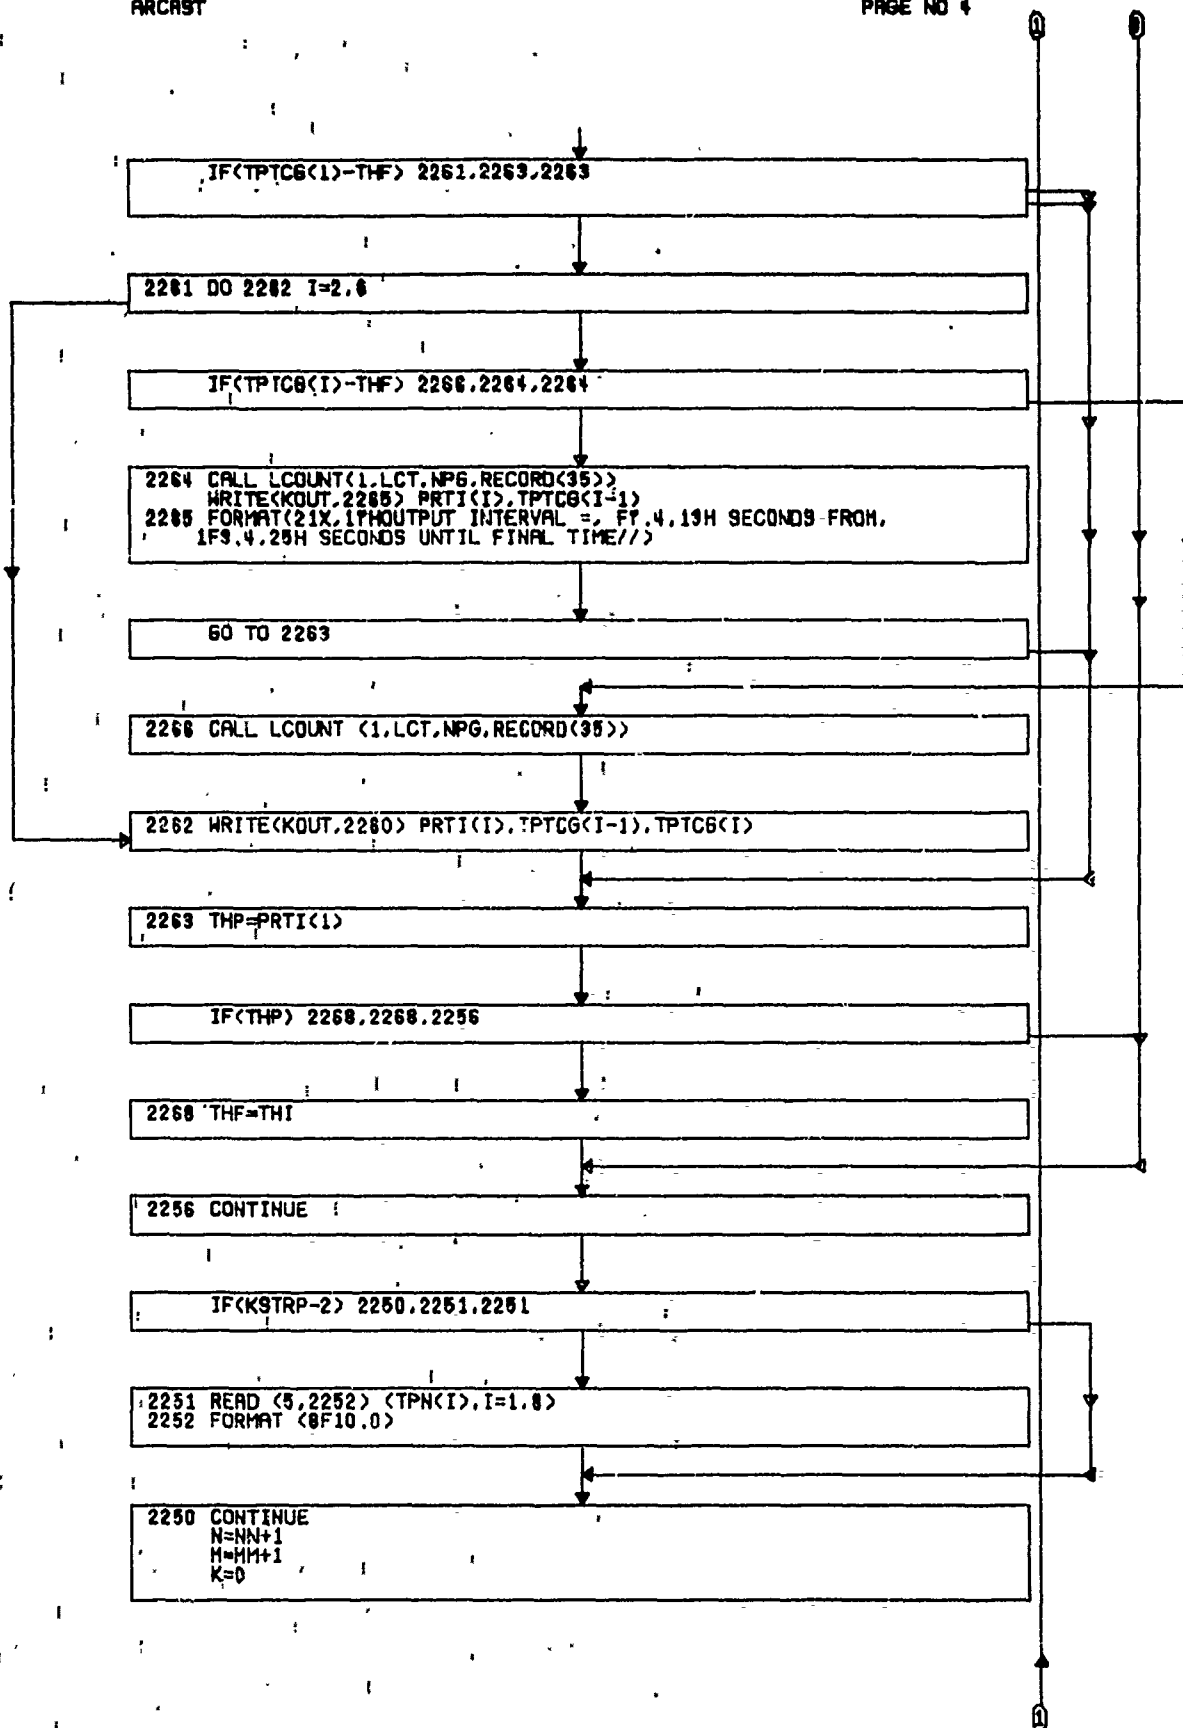 ARCAST PAGE NO 4
1
IF(TPTCG(1)-THF) 2261,2263,2263
2261 DO 2262 I=2,6
IF(TPTCG(I)-THF) 2266,2264,2264
2264 CALL LCOUNT(1,LCT,NPG,RECORD(35))
WRITE(KOUT,2265) PRTI(I),TPTCG(I-1)
2265 FORMAT(21X,17HOUTPUT INTERVAL =, F7.4,13H SECONDS FROM,
1F9.4,25H SECONDS UNTIL FINAL TIME//)
GO TO 2263
2266 CALL LCOUNT (1,LCT,NPG,RECORD(35))
2262 WRITE(KOUT,2260) PRTI(I),TPTCG(I-1),TPTCG(I)
2263 THP=PRTI(1)
IF(THP) 2268,2268,2256
2268 THF=THI
2256 CONTINUE
IF(KSTRP-2) 2250,2251,2251
2251 READ (5,2252) (TPN(I),I=1,8)
2252 FORMAT (8F10.0)
2250 CONTINUE
N=NN+1
M=MM+1
K=0
1